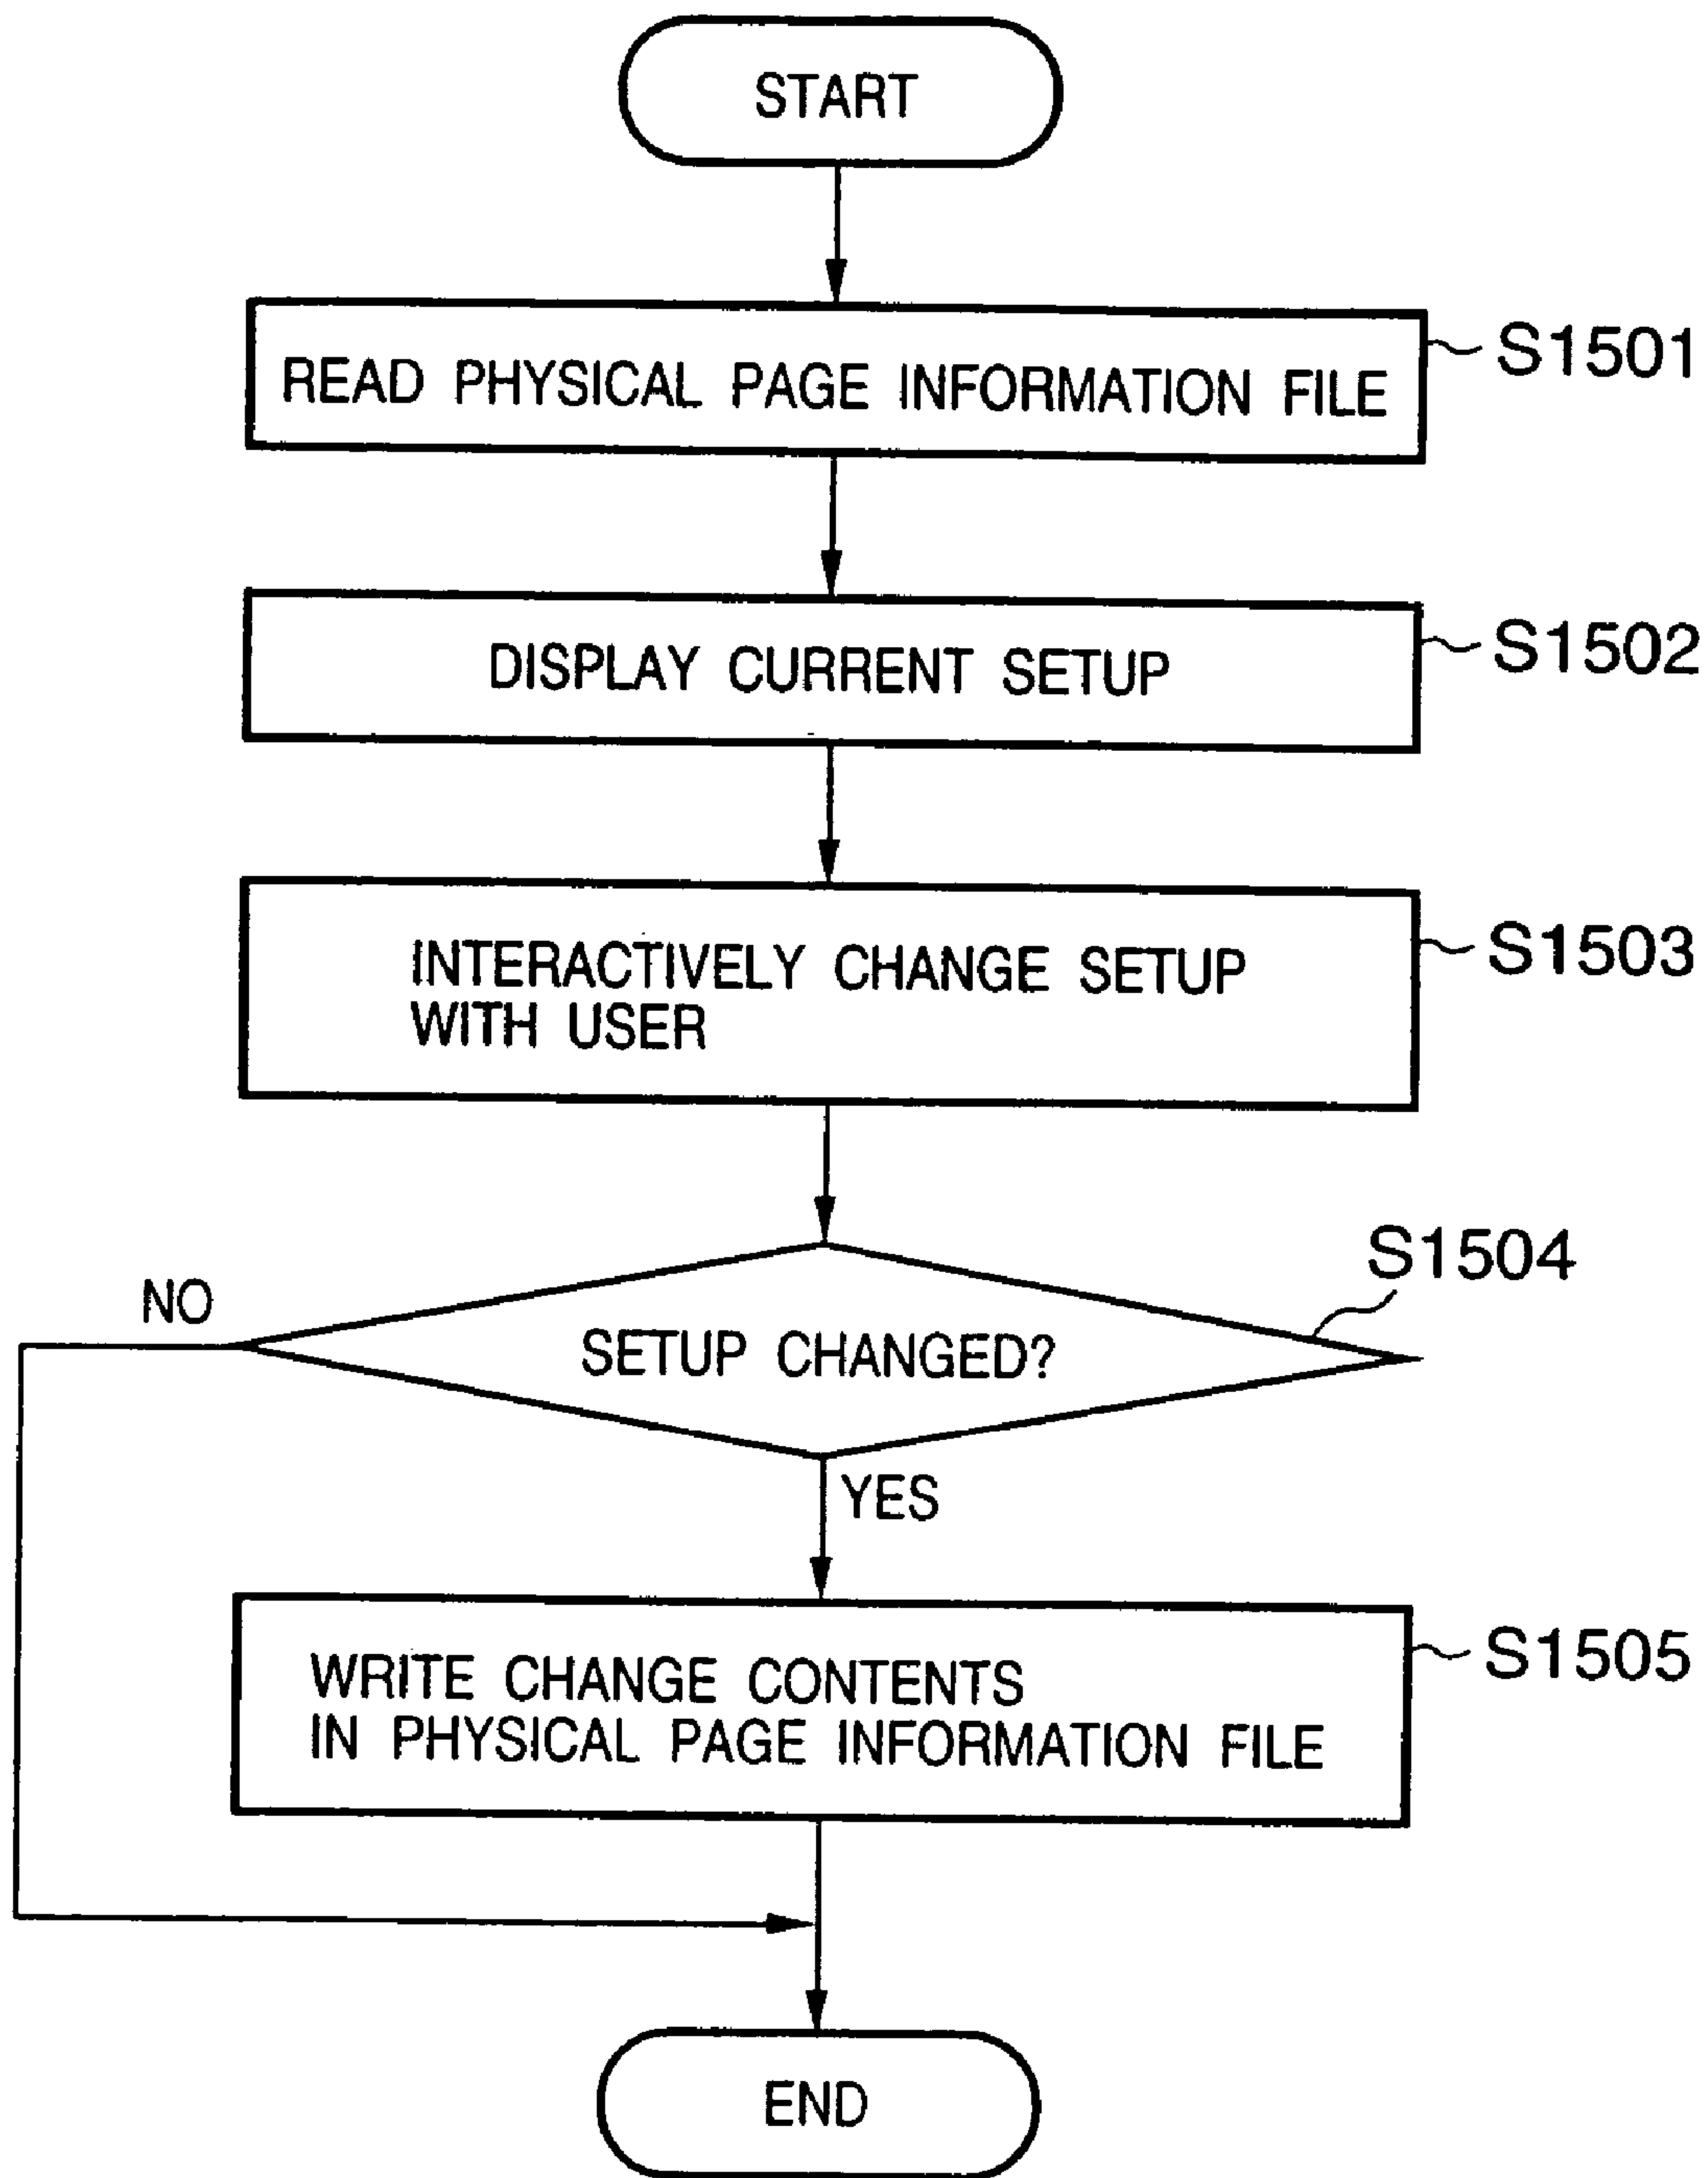 START
READ PHYSICAL PAGE INFORMATION FILE
S1501
DISPLAY CURRENT SETUP
S1502
INTERACTIVELY CHANGE SETUP
WITH USER
S1503
S1504
NO
SETUP CHANGED?
YES
WRITE CHANGE CONTENTS
IN PHYSICAL PAGE INFORMATION FILE
S1505
END